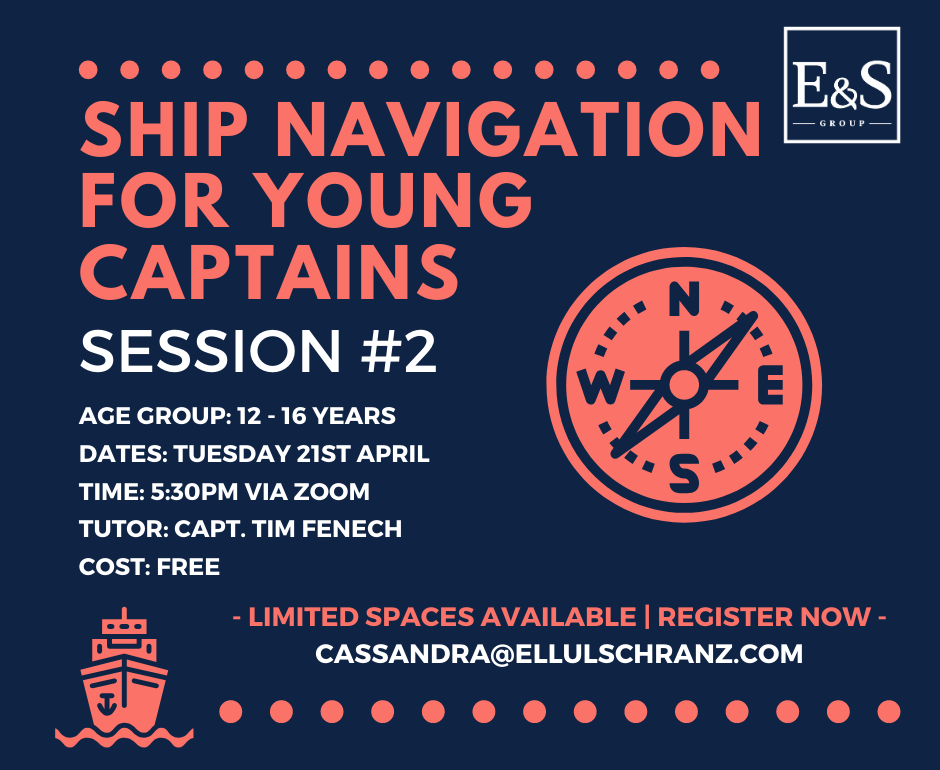 E&S
GROUP
SHIP NAVIGATION
FOR YOUNG
CAPTAINS
SESSION #2
AGE GROUP: 12 - 16 YEARS
DATES: TUESDAY 21ST APRIL
TIME: 5:30PM VIA ZOOM
TUTOR: CAPT. TIM FENECH
COST: FREE
N
W
E
S
- LIMITED SPACES AVAILABLE | REGISTER NOW -
CASSANDRA@ELLULSCHRANZ.COM